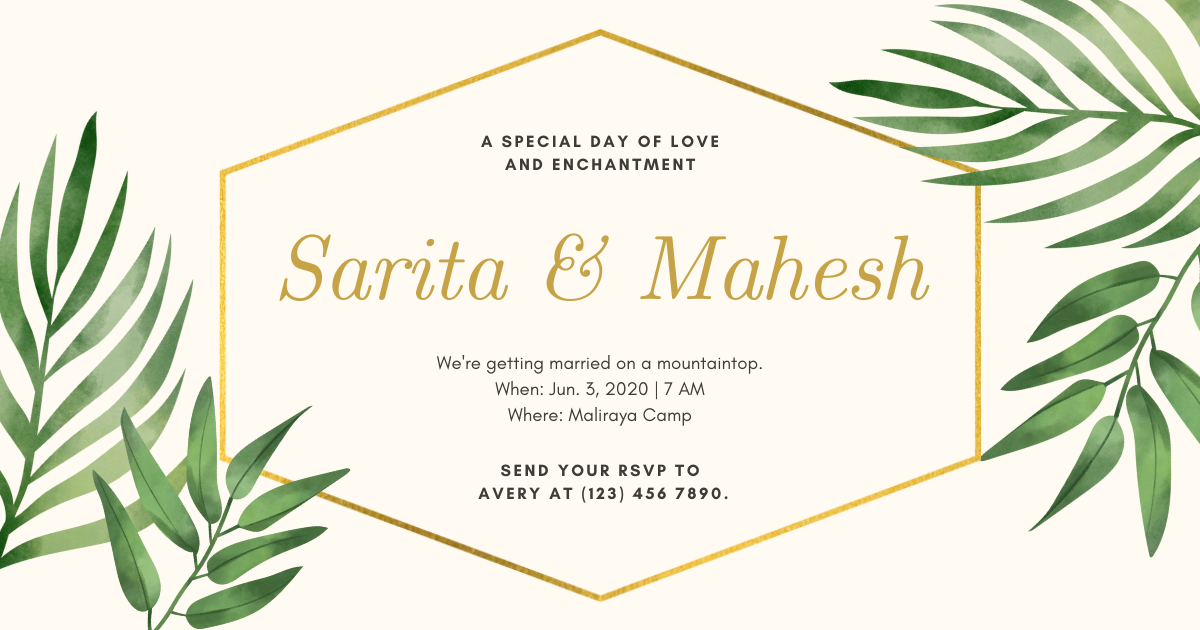 A SPECIAL DAY OF LOVE
AND ENCHANTMENT
Sarita & Mahesh
We're getting married on a mountaintop.
When: Jun. 3, 2020 | 7 AM
Where: Maliraya Camp
SEND YOUR RSVP TO
AVERY AT (123) 456 7890.